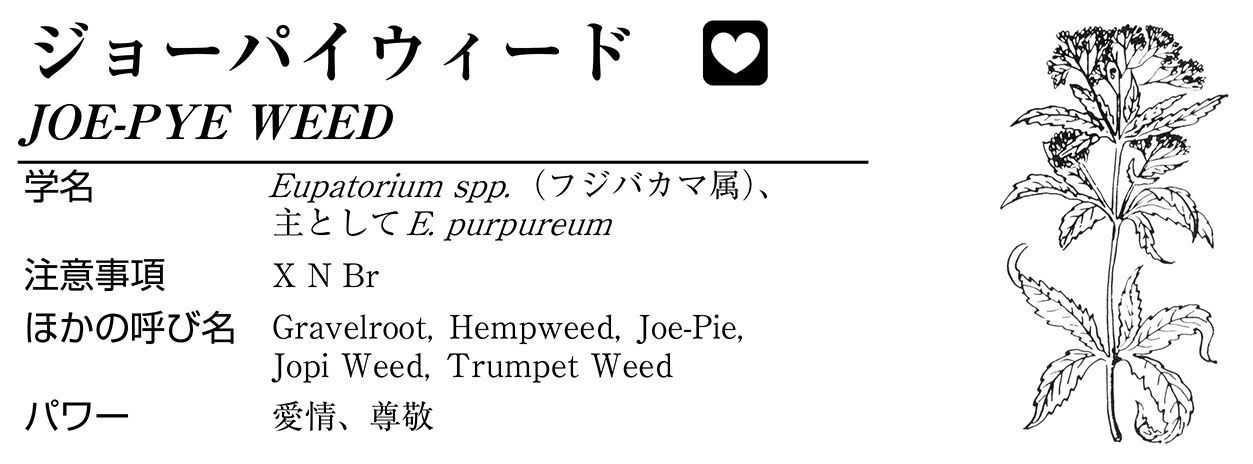 ジョーパイウィード
JOE-PYE WEED
学名 Eupatorium spp.（フジバカマ属）、
主として E. purpureum
注意事項 X N Br
ほかの呼び名 Gravelroot, Hempweed, Joe-Pie,
Jopi Weed, Trumpet Weed
パワー 愛情、尊敬